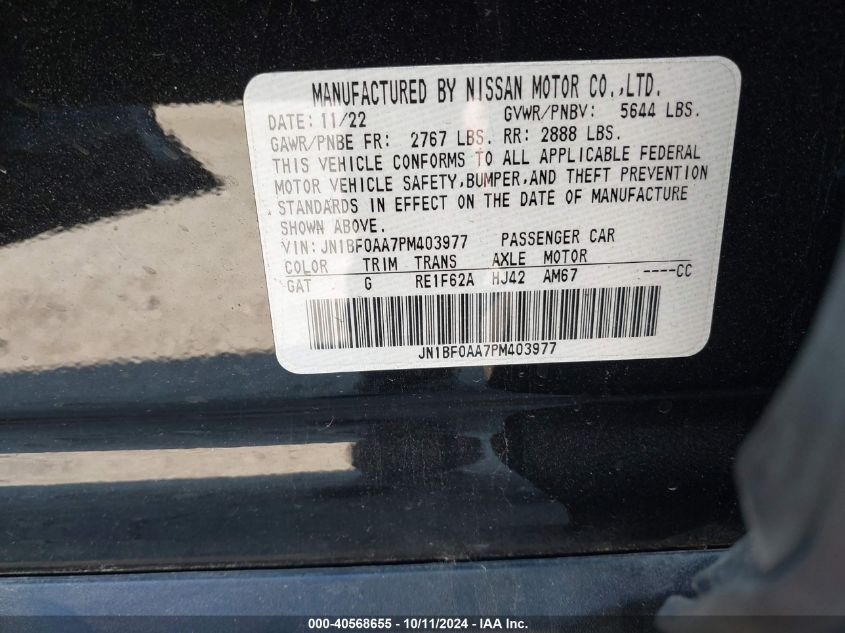 MANUFACTURED BY NISSAN MOTOR CO.,LTD.
DATE: 11/22 GVWR/PNBV: 5644 LBS.
GAWR/PNBE FR: 2767 LBS. RR: 2888 LBS.
THIS VEHICLE CONFORMS TO ALL APPLICABLE FEDERAL
MOTOR VEHICLE SAFETY,BUMPER,AND THEFT PREVENTION
STANDARDS IN EFFECT ON THE DATE OF MANUFACTURE
SHOWN ABOVE.
VIN: JN1BF0AA7PM403977 PASSENGER CAR
COLOR TRIM TRANS AXLE MOTOR
GAT G RE1F62A HJ42 AM67 ----CC
JN1BF0AA7PM403977
000-40568655 - 10/11/2024 - IAAI Inc.